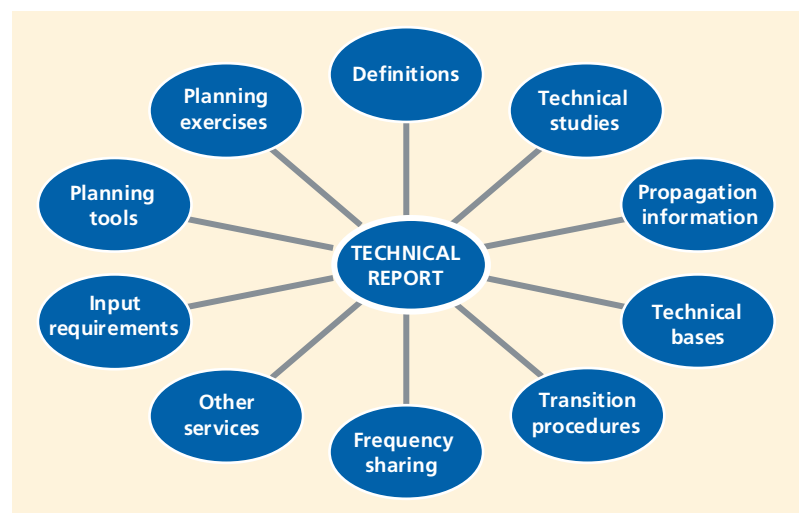 Definitions
Planning
exercises
Technical
studies
Planning
tools
Propagation
information
TECHNICAL
REPORT
Input
requirements
Technical
bases
Other
services
Transition
procedures
Frequency
sharing